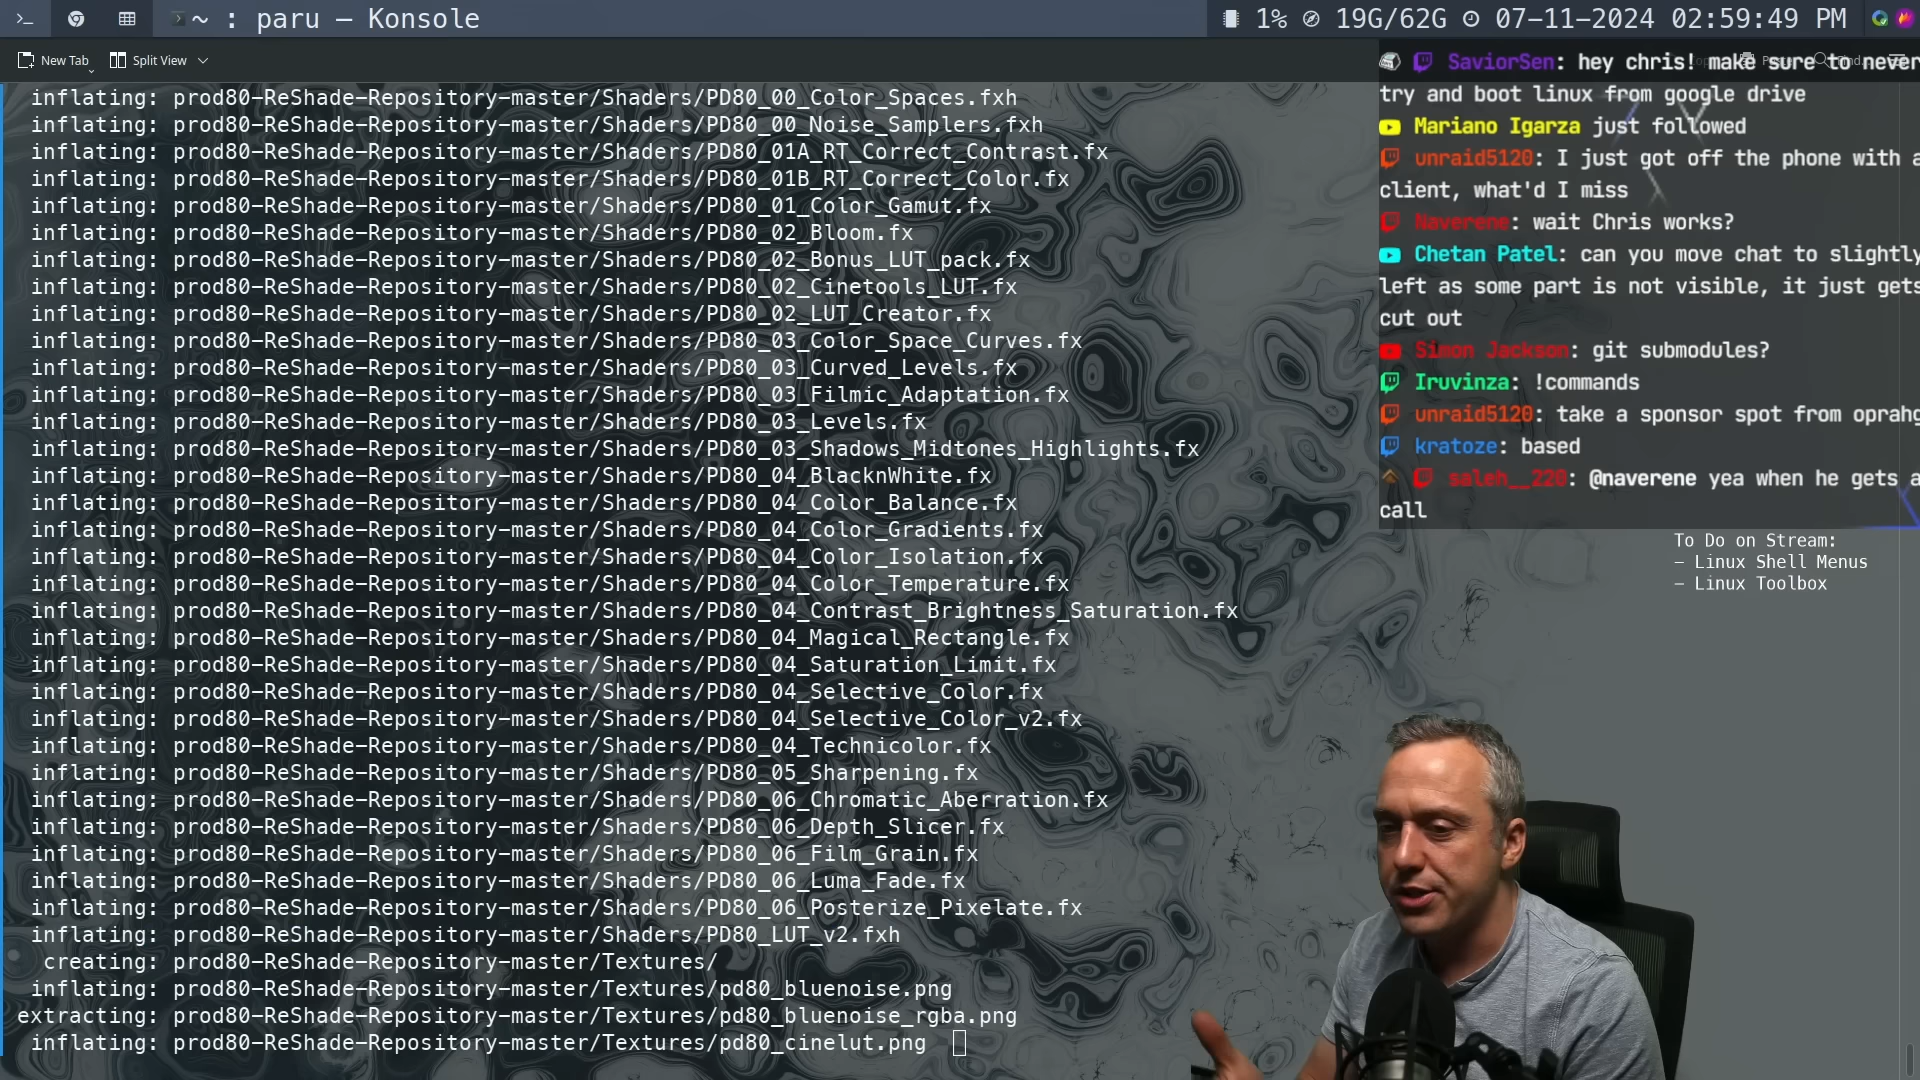 ~ : paru — Konsole
1% 19G/62G 07-11-2024 02:59:49 PM
New Tab Split View
inflating: prod80-ReShade-Repository-master/Shaders/PD80_00_Color_Spaces.fxh
inflating: prod80-ReShade-Repository-master/Shaders/PD80_00_Noise_Samplers.fxh
inflating: prod80-ReShade-Repository-master/Shaders/PD80_01A_RT_Correct_Contrast.fx
inflating: prod80-ReShade-Repository-master/Shaders/PD80_01B_RT_Correct_Color.fx
inflating: prod80-ReShade-Repository-master/Shaders/PD80_01_Color_Gamut.fx
inflating: prod80-ReShade-Repository-master/Shaders/PD80_02_Bloom.fx
inflating: prod80-ReShade-Repository-master/Shaders/PD80_02_Bonus_LUT_pack.fx
inflating: prod80-ReShade-Repository-master/Shaders/PD80_02_Cinetools_LUT.fx
inflating: prod80-ReShade-Repository-master/Shaders/PD80_02_LUT_Creator.fx
inflating: prod80-ReShade-Repository-master/Shaders/PD80_03_Color_Space_Curves.fx
inflating: prod80-ReShade-Repository-master/Shaders/PD80_03_Curved_Levels.fx
inflating: prod80-ReShade-Repository-master/Shaders/PD80_03_Filmic_Adaptation.fx
inflating: prod80-ReShade-Repository-master/Shaders/PD80_03_Levels.fx
inflating: prod80-ReShade-Repository-master/Shaders/PD80_03_Shadows_Midtones_Highlights.fx
inflating: prod80-ReShade-Repository-master/Shaders/PD80_04_BlacknWhite.fx
inflating: prod80-ReShade-Repository-master/Shaders/PD80_04_Color_Balance.fx
inflating: prod80-ReShade-Repository-master/Shaders/PD80_04_Color_Gradients.fx
inflating: prod80-ReShade-Repository-master/Shaders/PD80_04_Color_Isolation.fx
inflating: prod80-ReShade-Repository-master/Shaders/PD80_04_Color_Temperature.fx
inflating: prod80-ReShade-Repository-master/Shaders/PD80_04_Contrast_Brightness_Saturation.fx
inflating: prod80-ReShade-Repository-master/Shaders/PD80_04_Magical_Rectangle.fx
inflating: prod80-ReShade-Repository-master/Shaders/PD80_04_Saturation_Limit.fx
inflating: prod80-ReShade-Repository-master/Shaders/PD80_04_Selective_Color.fx
inflating: prod80-ReShade-Repository-master/Shaders/PD80_04_Selective_Color_v2.fx
inflating: prod80-ReShade-Repository-master/Shaders/PD80_04_Technicolor.fx
inflating: prod80-ReShade-Repository-master/Shaders/PD80_05_Sharpening.fx
inflating: prod80-ReShade-Repository-master/Shaders/PD80_06_Chromatic_Aberration.fx
inflating: prod80-ReShade-Repository-master/Shaders/PD80_06_Depth_Slicer.fx
inflating: prod80-ReShade-Repository-master/Shaders/PD80_06_Film_Grain.fx
inflating: prod80-ReShade-Repository-master/Shaders/PD80_06_Luma_Fade.fx
inflating: prod80-ReShade-Repository-master/Shaders/PD80_06_Posterize_Pixelate.fx
inflating: prod80-ReShade-Repository-master/Shaders/PD80_LUT_v2.fxh
creating: prod80-ReShade-Repository-master/Textures/
inflating: prod80-ReShade-Repository-master/Textures/pd80_bluenoise.png
extracting: prod80-ReShade-Repository-master/Textures/pd80_bluenoise_rgba.png
inflating: prod80-ReShade-Repository-master/Textures/pd80_cinelut.png
SaviorSen: hey chris! make sure to never
try and boot linux from google drive
Mariano Igarza just followed
unraid5120: I just got off the phone with a
client, what'd I miss
Naverene: wait Chris works?
Chetan Patel: can you move chat to slightly
left as some part is not visible, it just gets
cut out
Simon Jackson: git submodules?
Iruvinza: !commands
unraid5120: take a sponsor spot from oprahg
kratoze: based
saleh__220: @naverene yea when he gets a
call
To Do on Stream:
- Linux Shell Menus
- Linux Toolbox